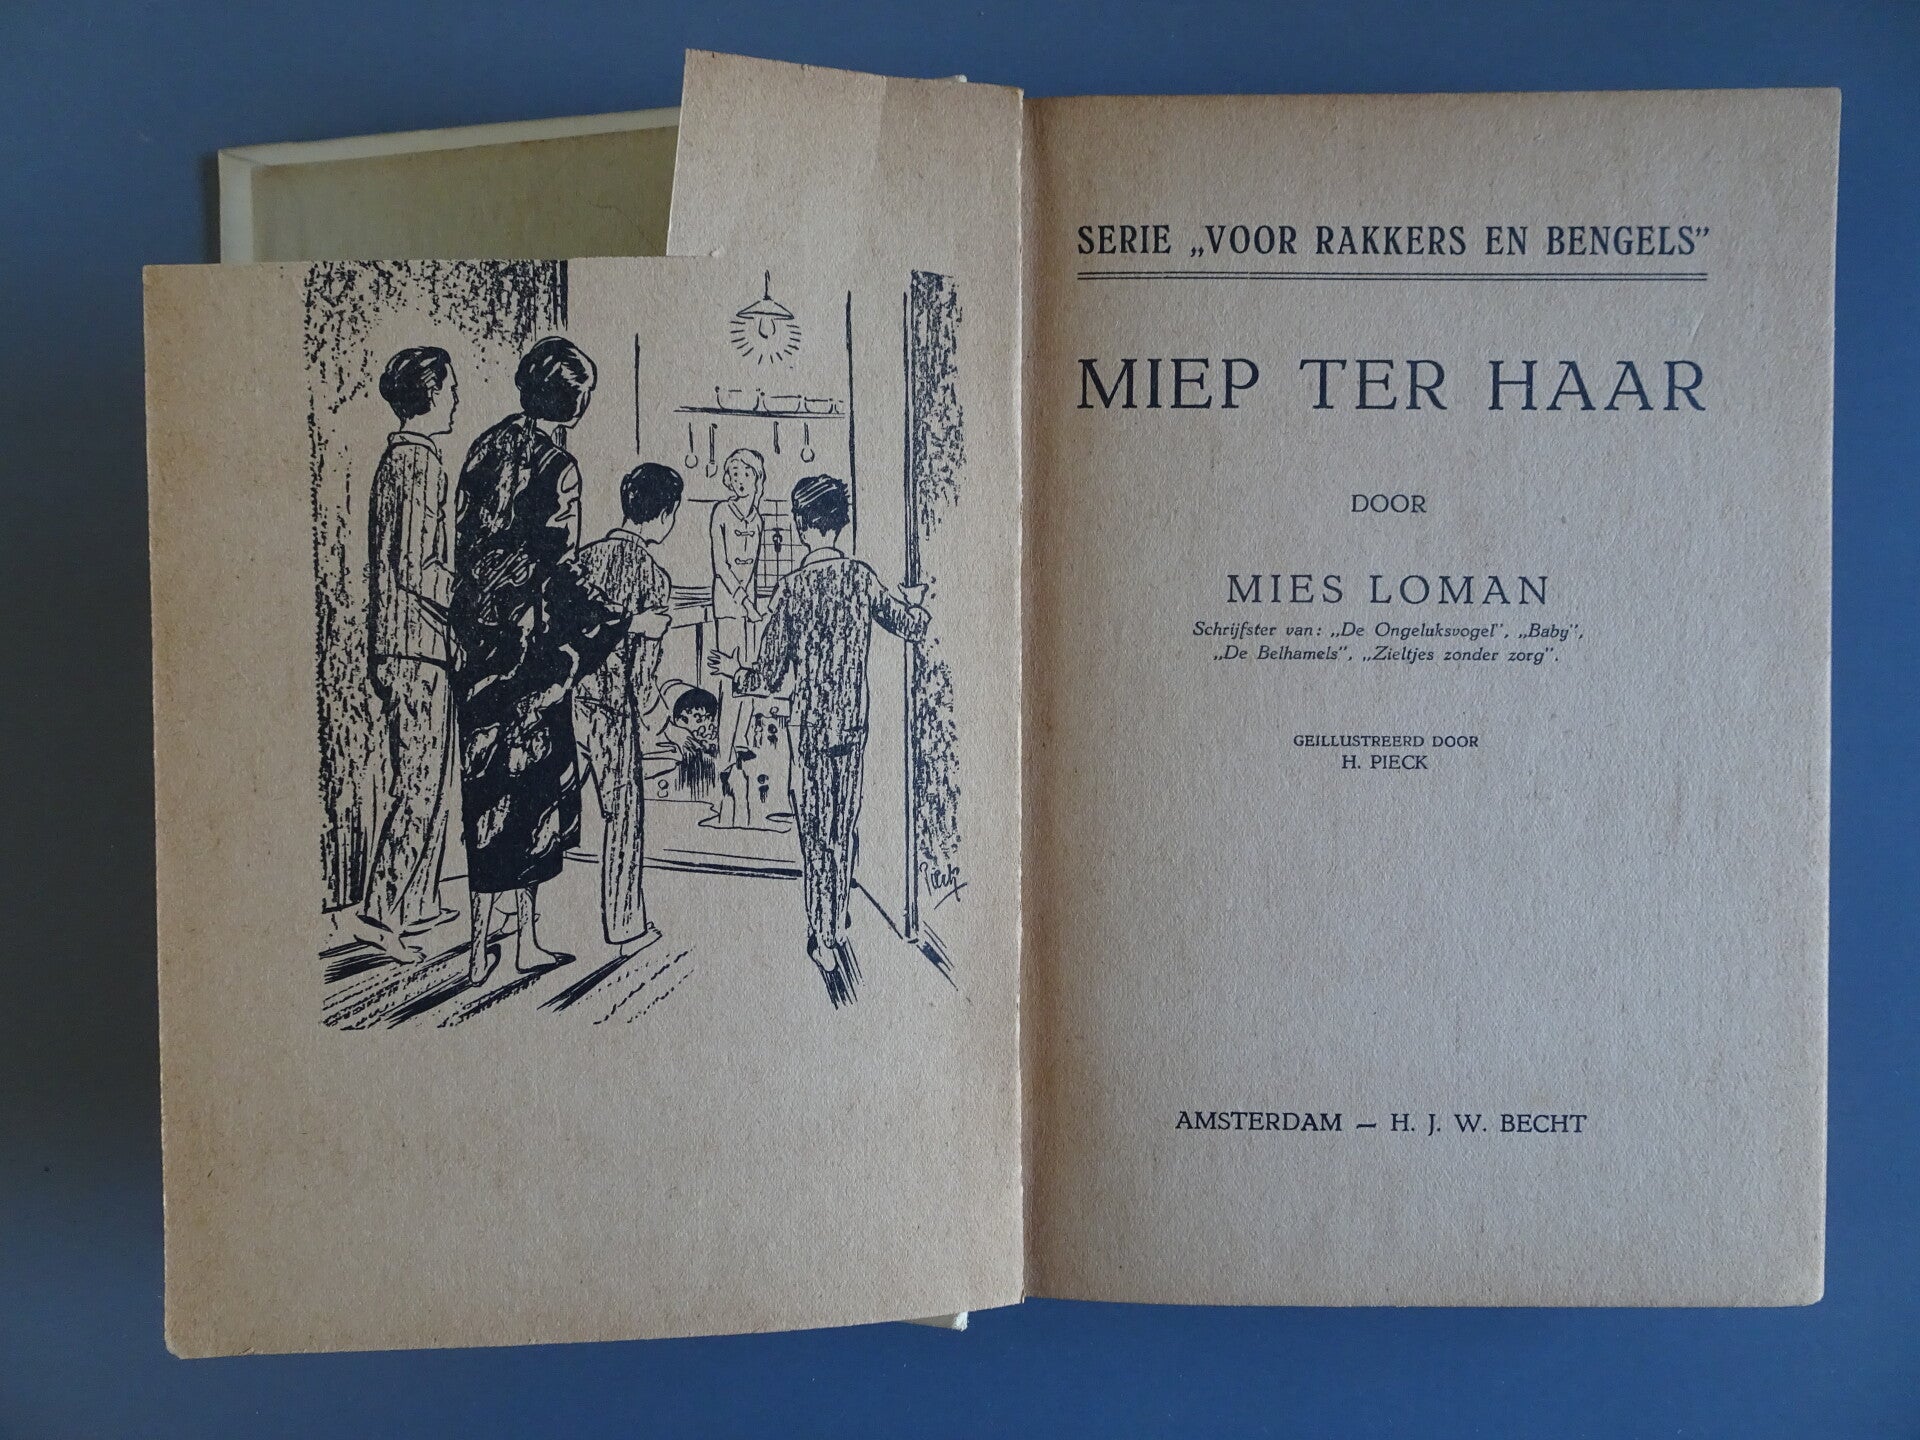 Pieck
SERIE „VOOR RAKKERS EN BENGELS”
MIEP TER HAAR
DOOR
MIES LOMAN
Schrijfster van: „De Ongeluksvogel”, „Baby”,
„De Belhamels”, „Zieltjes zonder zorg”.
GEILLUSTREERD DOOR
H. PIECK
AMSTERDAM — H. J. W. BECHT